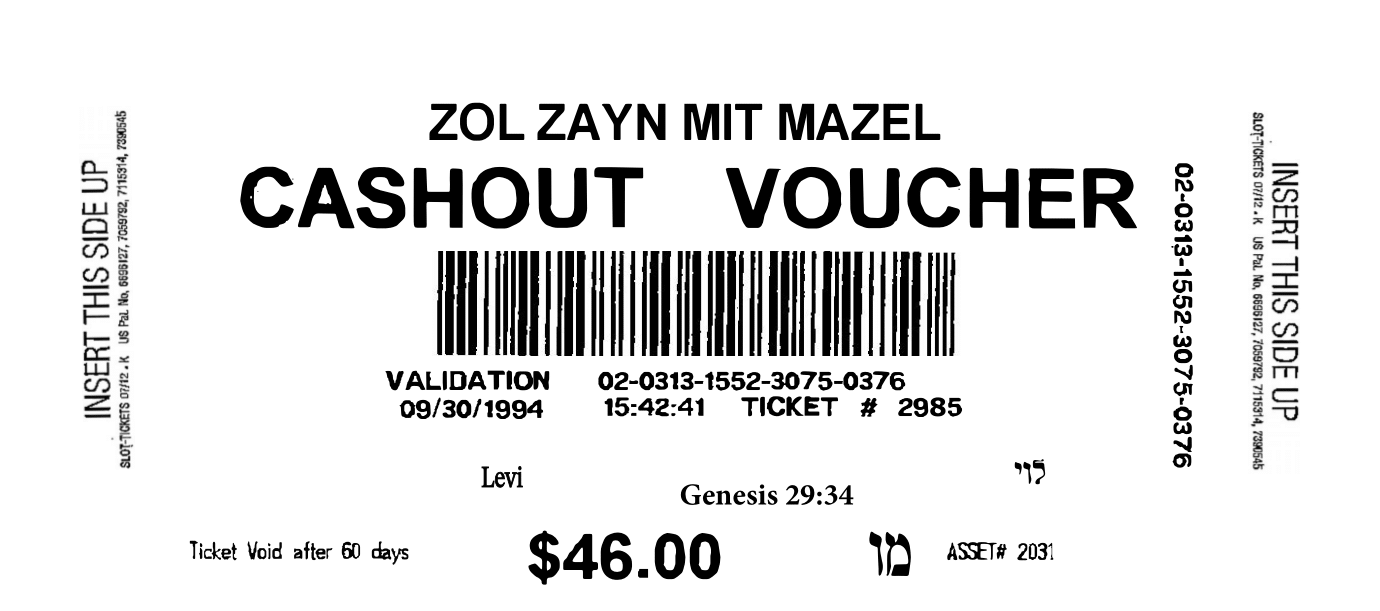 INSERT THIS SIDE UP
SLOT-TICKETS 07/12 - K US Pat. No. 6696127, 7059792, 7115314, 7390545
ZOL ZAYN MIT MAZEL
CASHOUT VOUCHER
VALIDATION 02-0313-1552-3075-0376
09/30/1994 15:42:41 TICKET # 2985
Levi
לוי
Genesis 29:34
Ticket Void after 60 days
$46.00
מו
ASSET# 2031
02-0313-1552-3075-0376
SLOT-TICKETS 07/12 - K US Pat. No. 6696127, 7059792, 7115314, 7390545
INSERT THIS SIDE UP